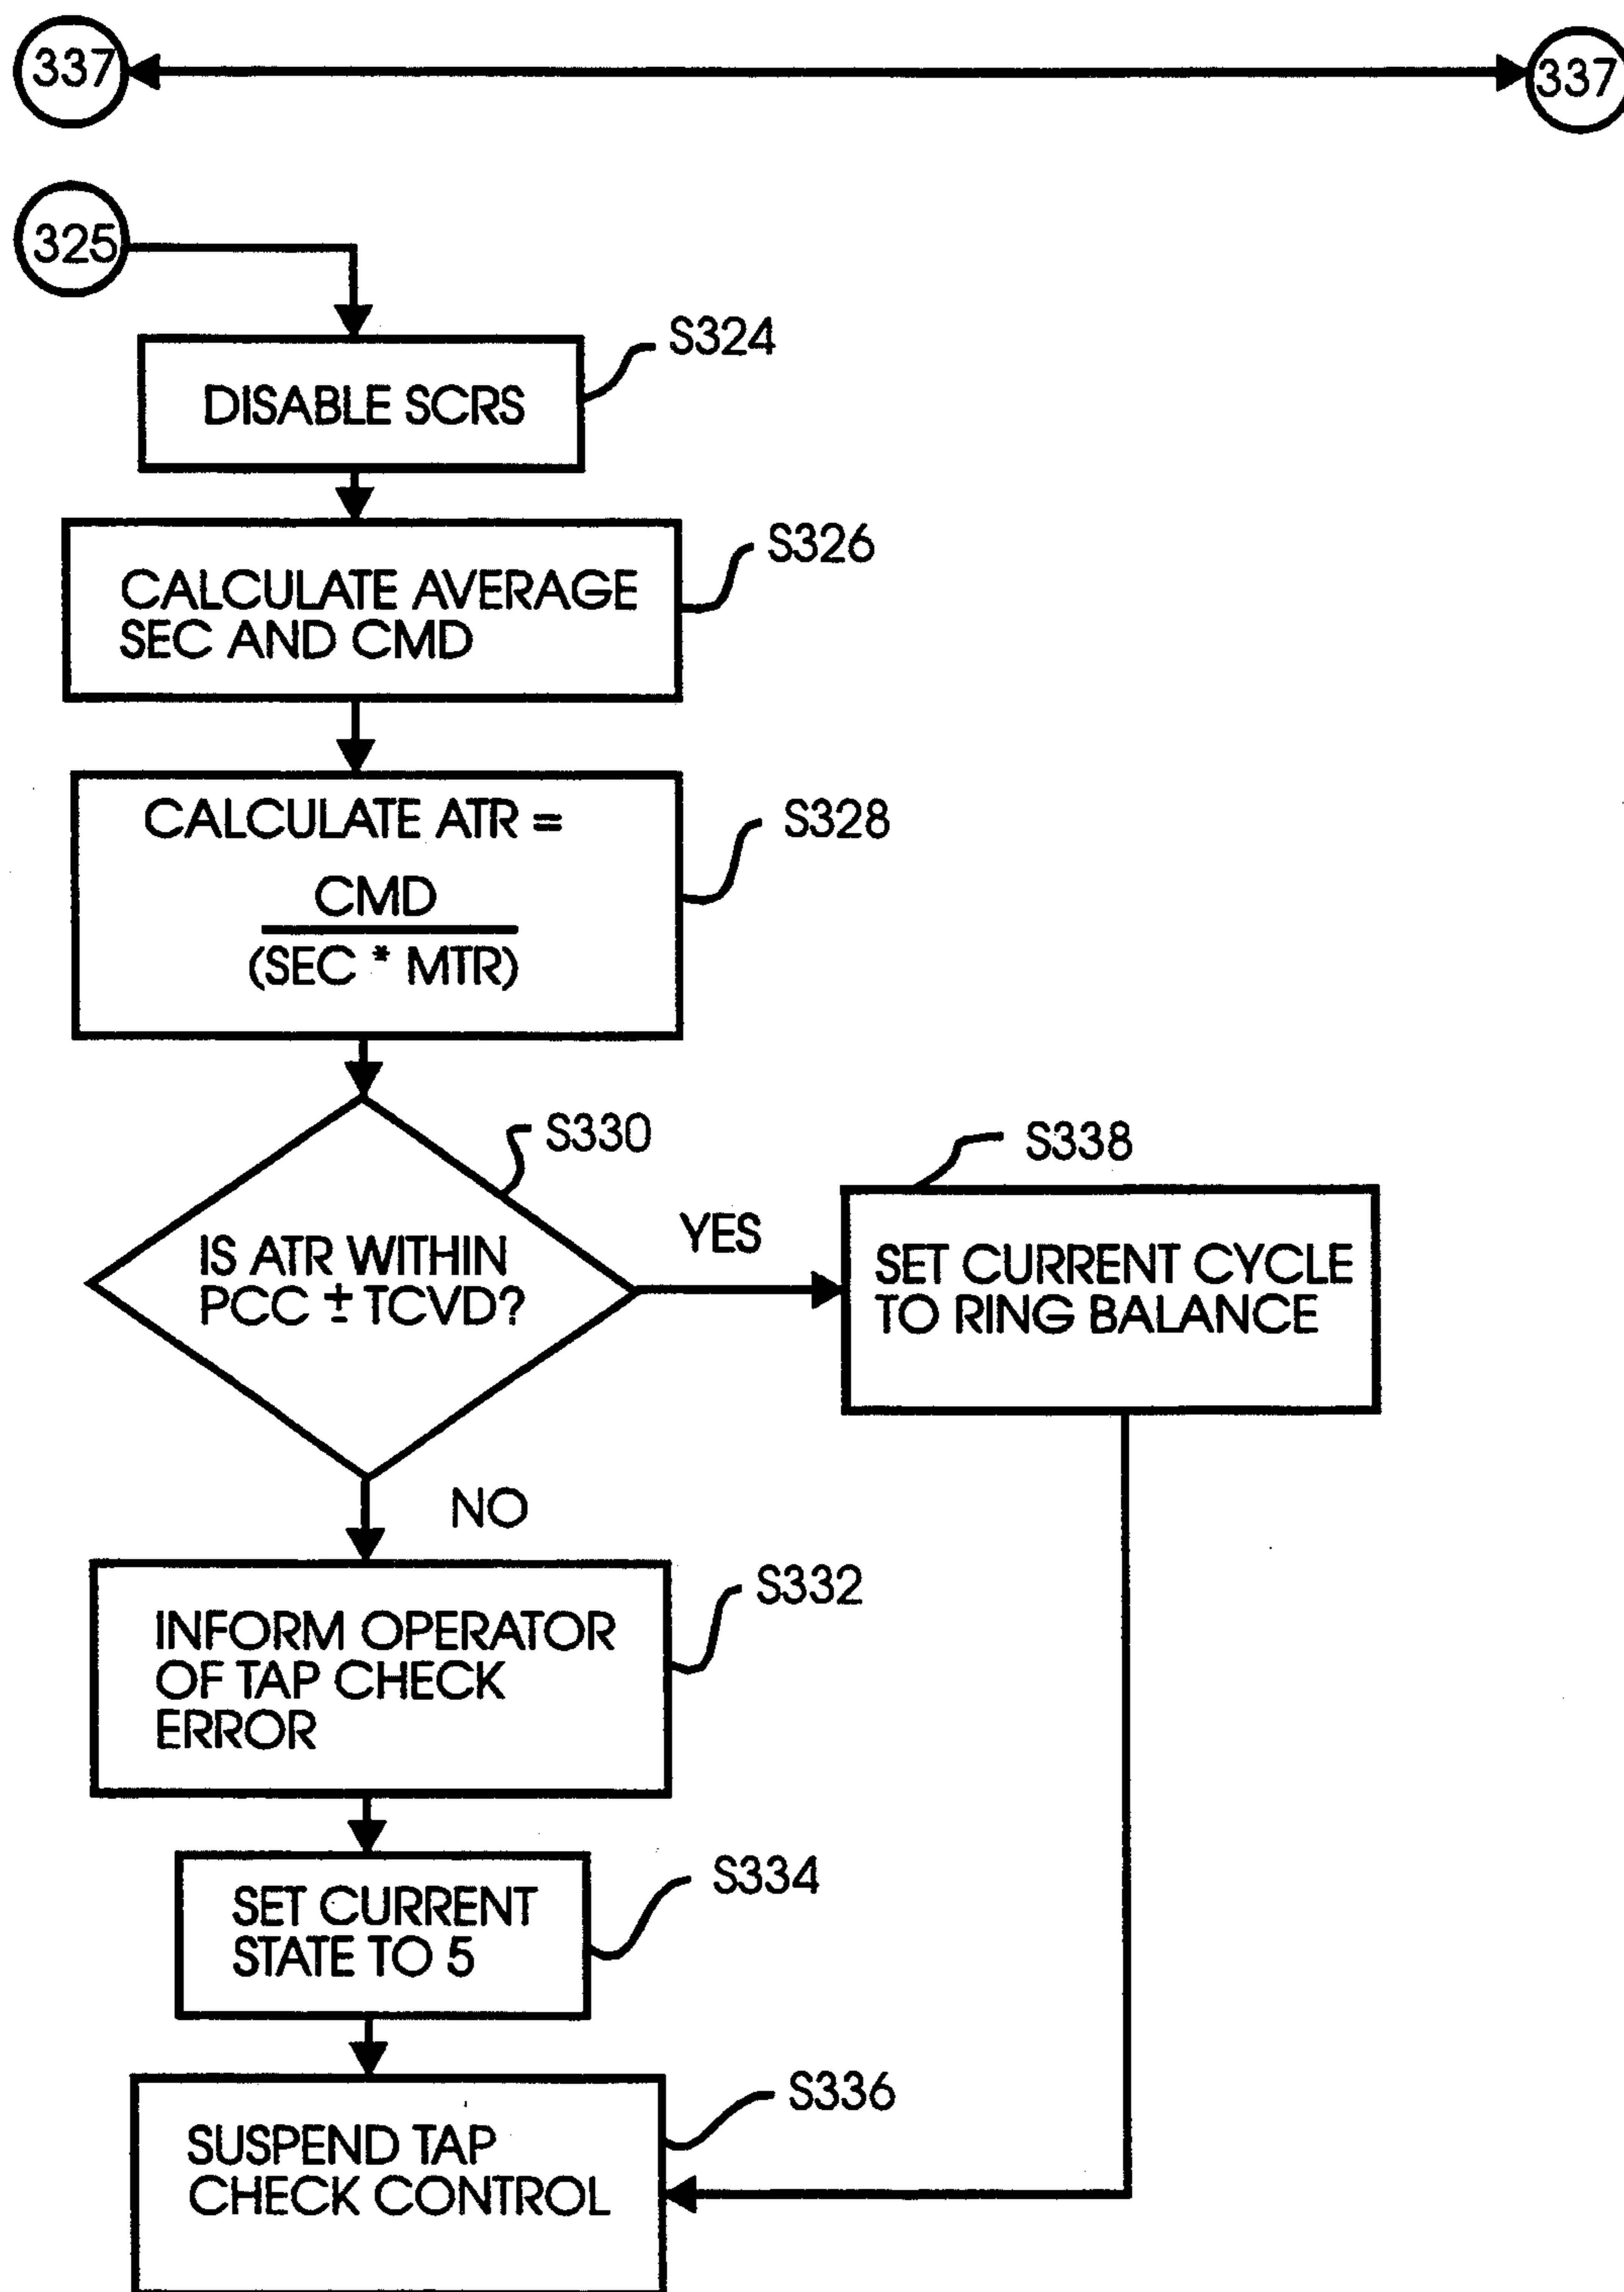 337
337
325
S324
DISABLE SCRS
S326
CALCULATE AVERAGE
SEC AND CMD
S328
CALCULATE ATR =
CMD
(SEC * MTR)
S330
S338
IS ATR WITHIN
PCC ± TCVD?
YES
SET CURRENT CYCLE
TO RING BALANCE
NO
S332
INFORM OPERATOR
OF TAP CHECK
ERROR
S334
SET CURRENT
STATE TO 5
S336
SUSPEND TAP
CHECK CONTROL